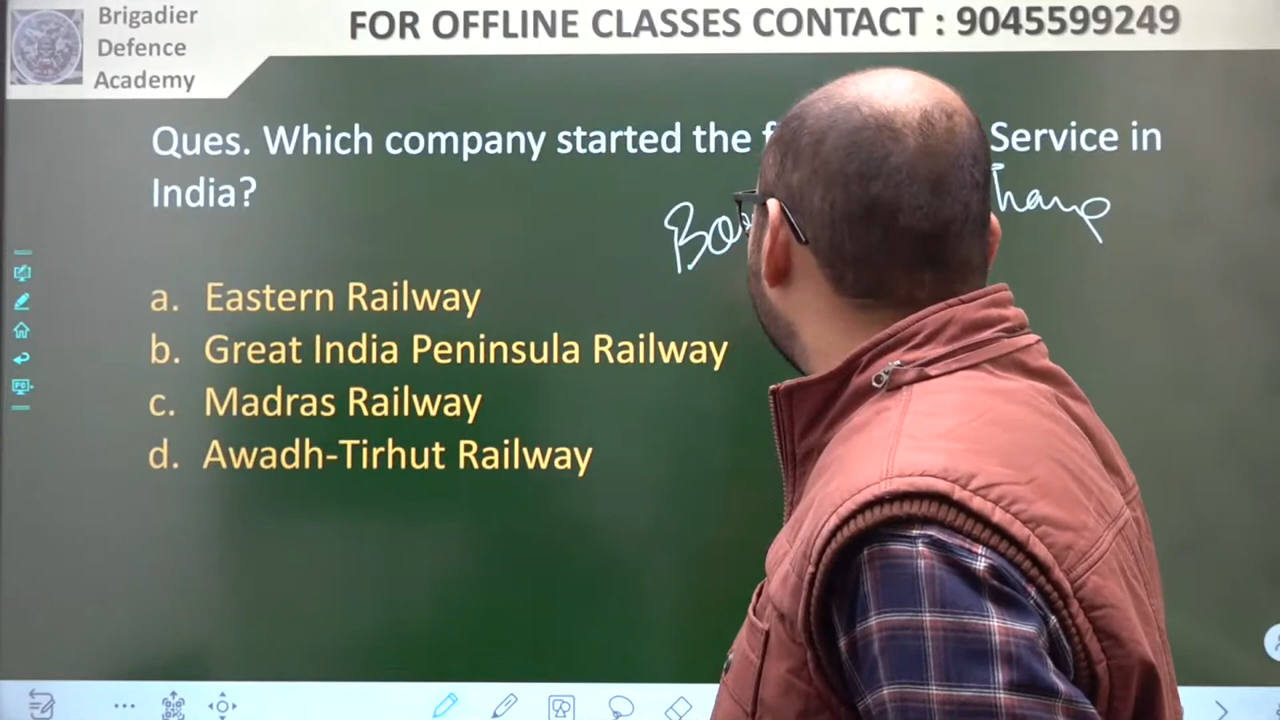 Brigadier
Defence
Academy
FOR OFFLINE CLASSES CONTACT : 9045599249
Ques. Which company started the Service in
India?
Thane
a. Eastern Railway
b. Great India Peninsula Railway
c. Madras Railway
d. Awadh-Tirhut Railway